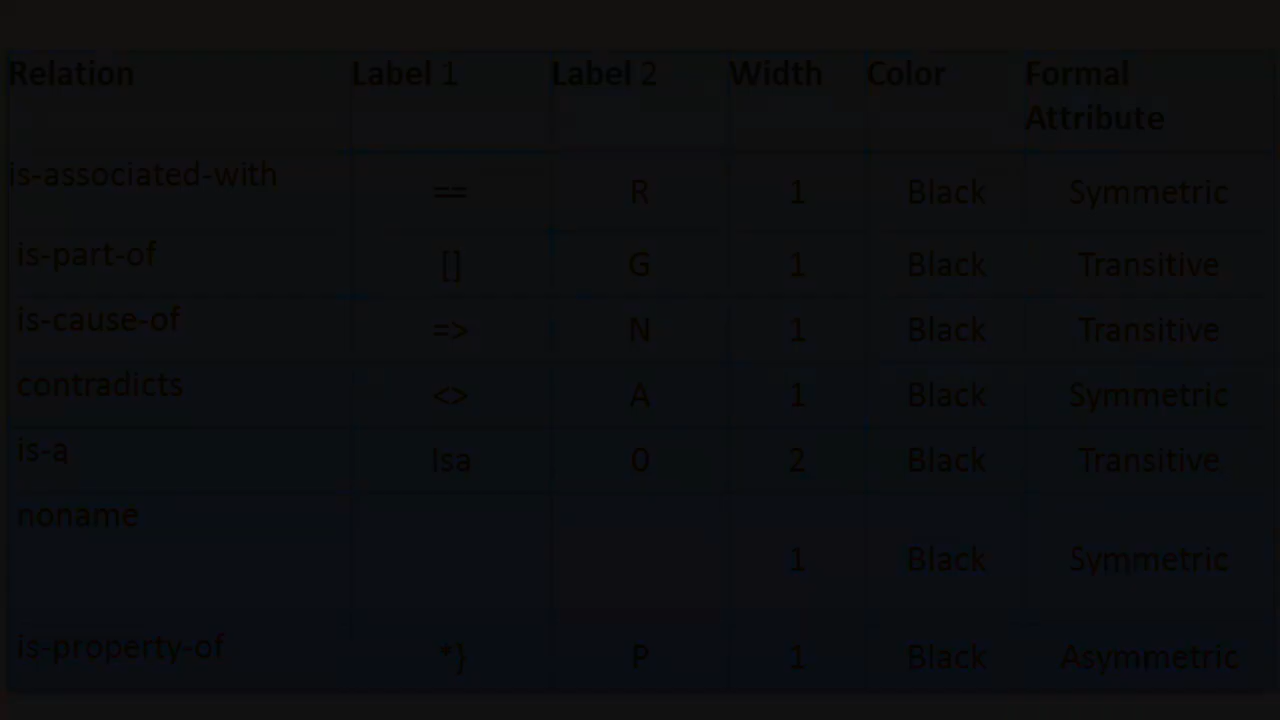 Relation Label 1 Label 2 Width Color Formal Attribute
is-associated-with == R 1 Black Symmetric
is-part-of [] G 1 Black Transitive
is-cause-of => N 1 Black Transitive
contradicts <> A 1 Black Symmetric
is-a Isa 0 2 Black Transitive
noname 1 Black Symmetric
is-property-of *} P 1 Black Asymmetric